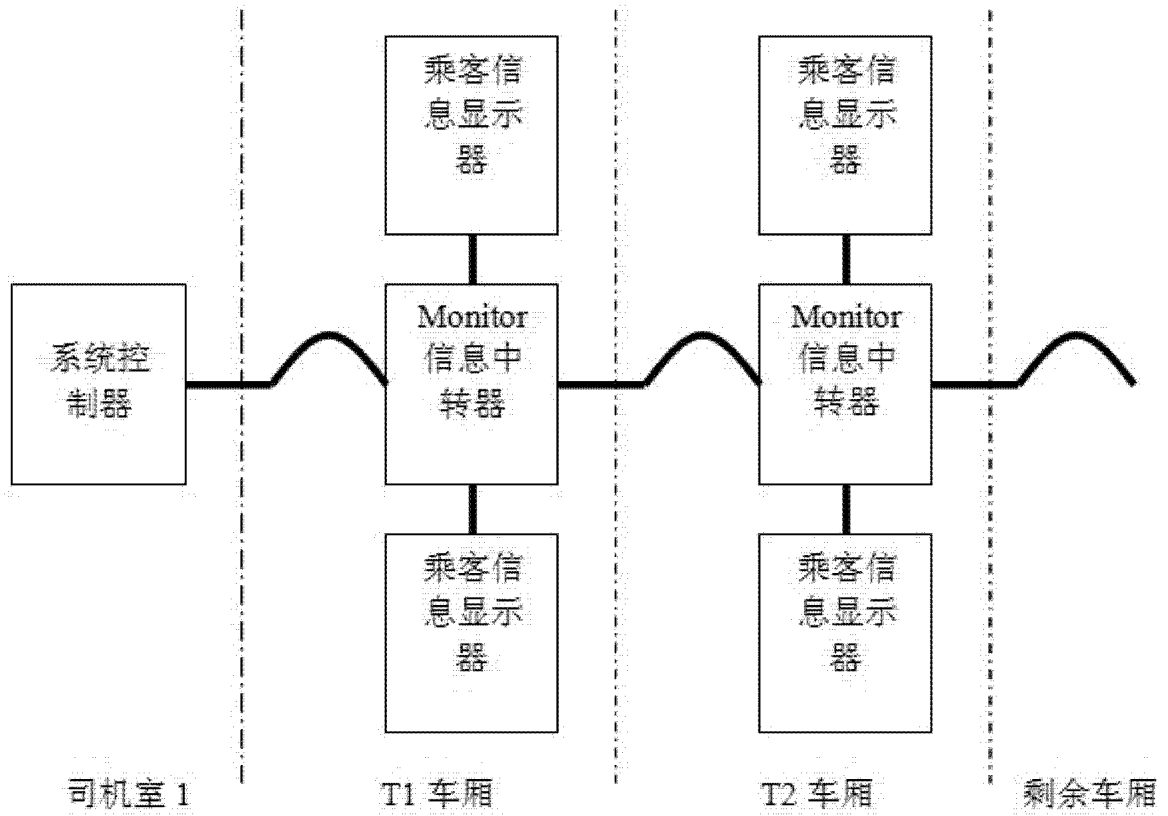 乘客信
息显示
器
乘客信
息显示
器
系统控
制器
Monitor
信息中
转器
Monitor
信息中
转器
乘客信
息显示
器
乘客信
息显示
器
司机室 1
T1 车厢
T2 车厢
剩余车厢